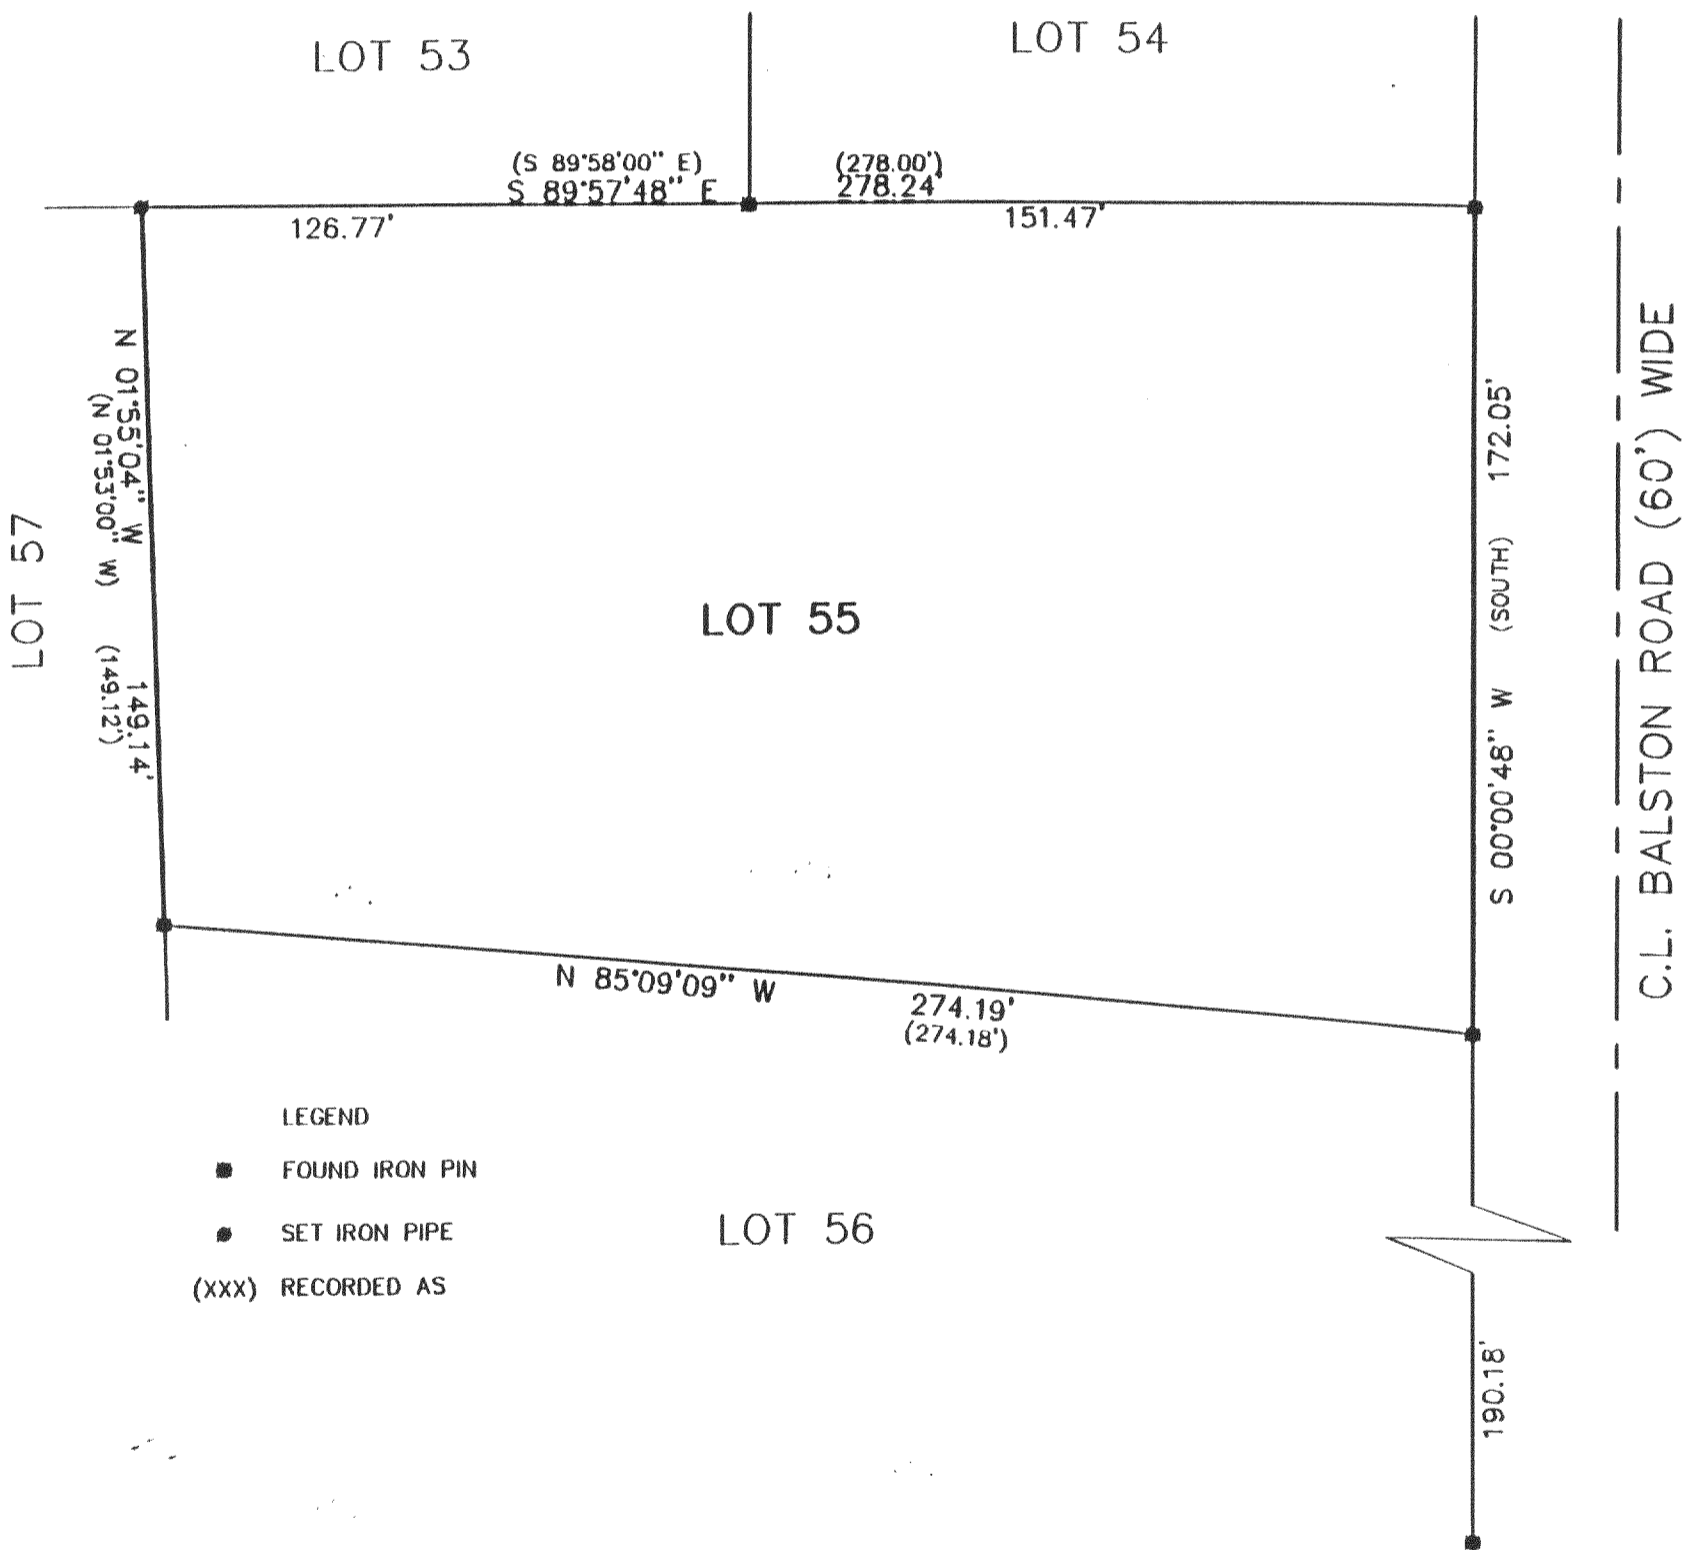 LOT 53
LOT 54
(S 89°58'00" E)
S 89°57'48" E
(278.00')
278.24'
126.77'
151.47'
N 01°55'04" W 149.14'
(N 01°53'00" W) (149.12')
LOT 57
LOT 55
S 00°00'48" W (SOUTH) 172.05'
C.L. BALSTON ROAD (60') WIDE
N 85°09'09" W
274.19'
(274.18')
LEGEND
FOUND IRON PIN
SET IRON PIPE
(XXX) RECORDED AS
LOT 56
190.18'